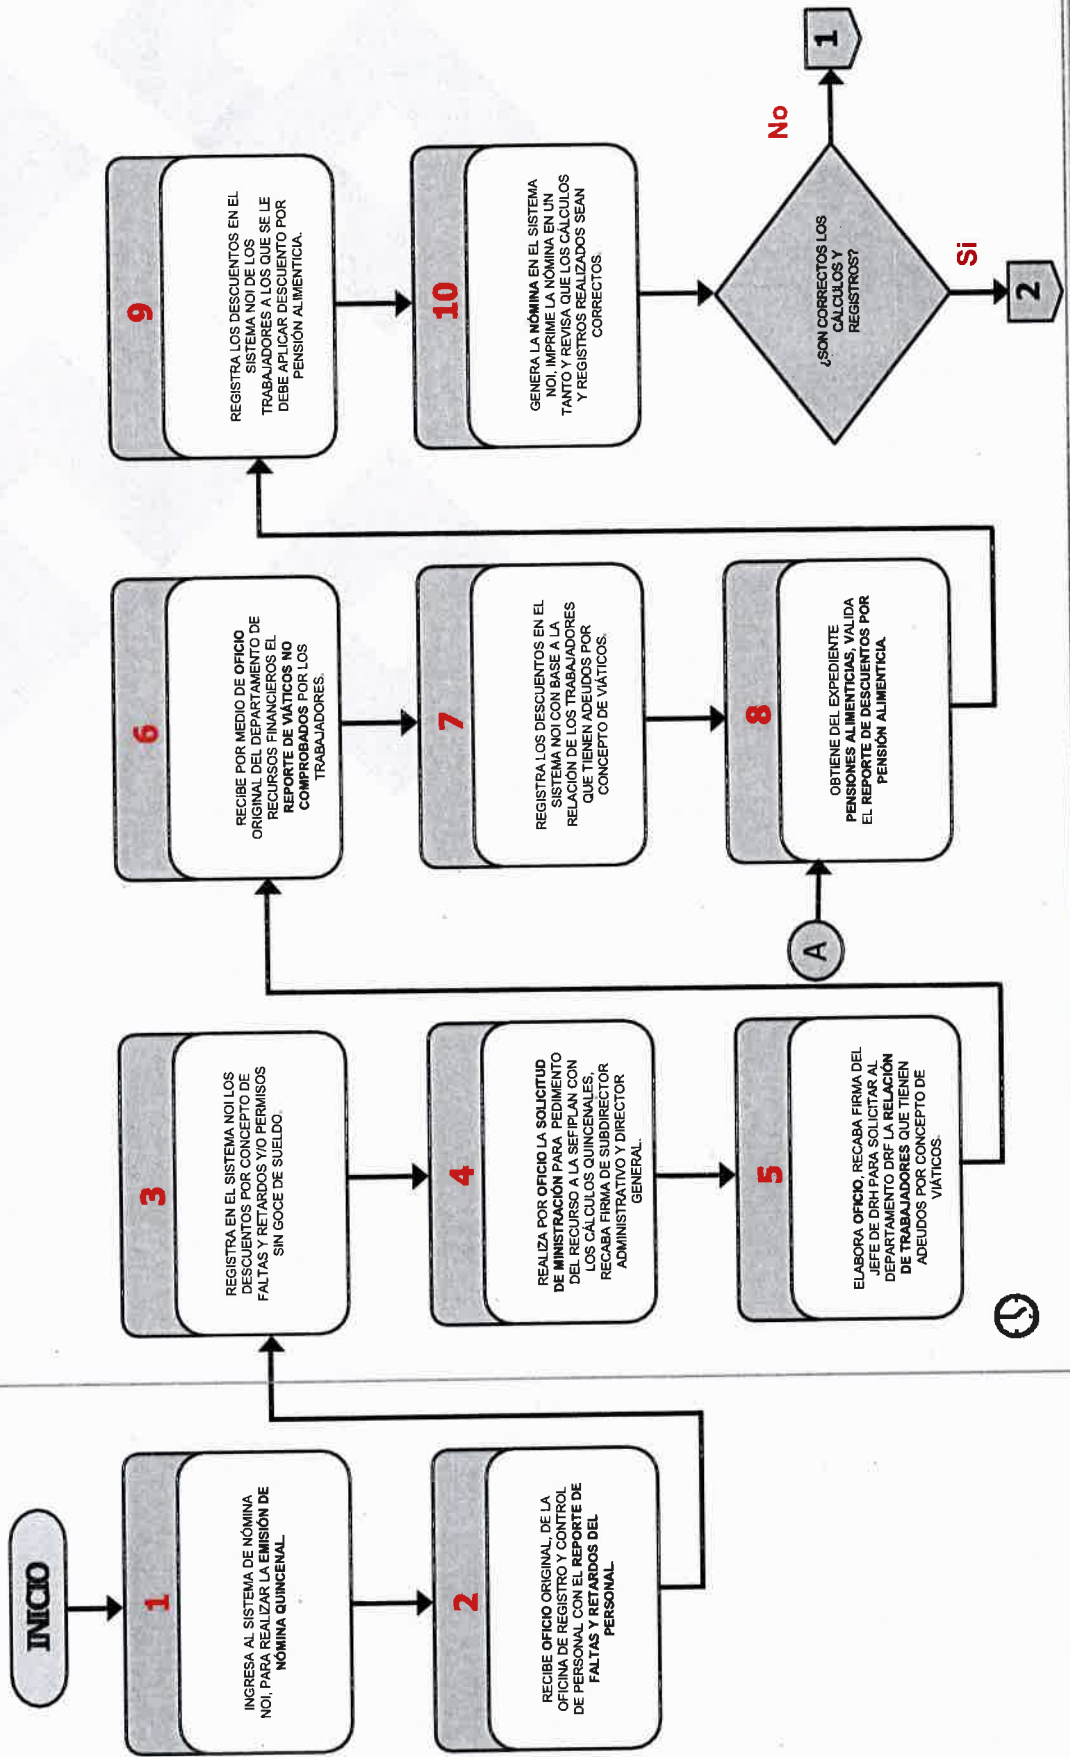 INICIO
1
INGRESA AL SISTEMA DE NÓMINA
NOI, PARA REALIZAR LA EMISIÓN DE
NÓMINA QUINCENAL.
2
RECIBE OFICIO ORIGINAL, DE LA
OFICINA DE REGISTRO Y CONTROL
DE PERSONAL CON EL REPORTE DE
FALTAS Y RETARDOS DEL
PERSONAL.
3
REGISTRA EN EL SISTEMA NOI LOS
DESCUENTOS POR CONCEPTO DE
FALTAS Y RETARDOS Y/O PERMISOS
SIN GOCE DE SUELDO.
4
REALIZA POR OFICIO LA SOLICITUD
DE MINISTRACIÓN PARA PEDIMENTO
DEL RECURSO A LA SEFIPLAN CON
LOS CÁLCULOS QUINCENALES,
RECABA FIRMA DE SUBDIRECTOR
ADMINISTRATIVO Y DIRECTOR
GENERAL.
5
ELABORA OFICIO, RECABA FIRMA DEL
JEFE DE DRH PARA SOLICITAR AL
DEPARTAMENTO DRF LA RELACIÓN
DE TRABAJADORES QUE TIENEN
ADEUDOS POR CONCEPTO DE
VIÁTICOS.
6
RECIBE POR MEDIO DE OFICIO
ORIGINAL DEL DEPARTAMENTO DE
RECURSOS FINANCIEROS EL
REPORTE DE VIÁTICOS NO
COMPROBADOS POR LOS
TRABAJADORES.
7
REGISTRA LOS DESCUENTOS EN EL
SISTEMA NOI CON BASE A LA
RELACIÓN DE LOS TRABAJADORES
QUE TIENEN ADEUDOS POR
CONCEPTO DE VIÁTICOS.
A
8
OBTIENE DEL EXPEDIENTE
PENSIONES ALIMENTICIAS, VALIDA
EL REPORTE DE DESCUENTOS POR
PENSIÓN ALIMENTICIA.
9
REGISTRA LOS DESCUENTOS EN EL
SISTEMA NOI DE LOS
TRABAJADORES A LOS QUE SE LE
DEBE APLICAR DESCUENTO POR
PENSIÓN ALIMENTICIA.
10
GENERA LA NÓMINA EN EL SISTEMA
NOI, IMPRIME LA NÓMINA EN UN
TANTO Y REVISA QUE LOS CÁLCULOS
Y REGISTROS REALIZADOS SEAN
CORRECTOS.
¿SON CORRECTOS LOS
CÁLCULOS Y
REGISTROS?
No
1
Si
2